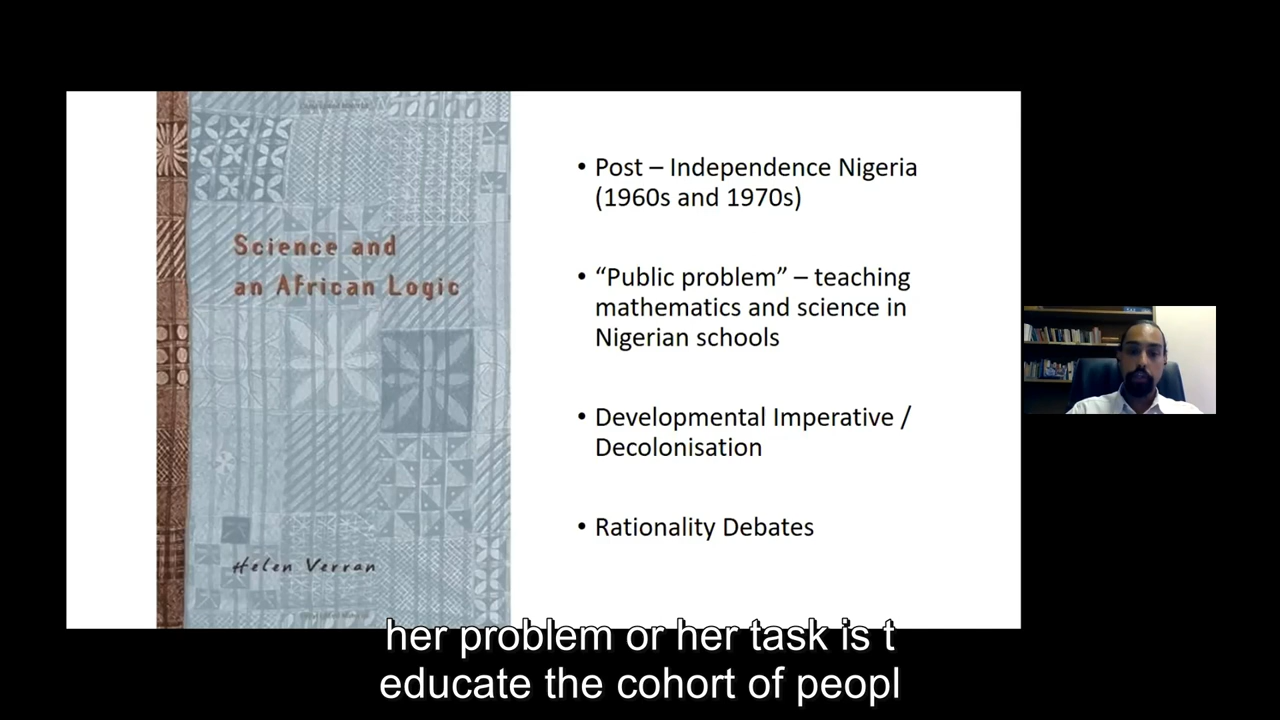 Science and
an African Logic
Helen Verran
• Post – Independence Nigeria
(1960s and 1970s)
• “Public problem” – teaching
mathematics and science in
Nigerian schools
• Developmental Imperative /
Decolonisation
• Rationality Debates
her problem or her task is t
educate the cohort of peopl